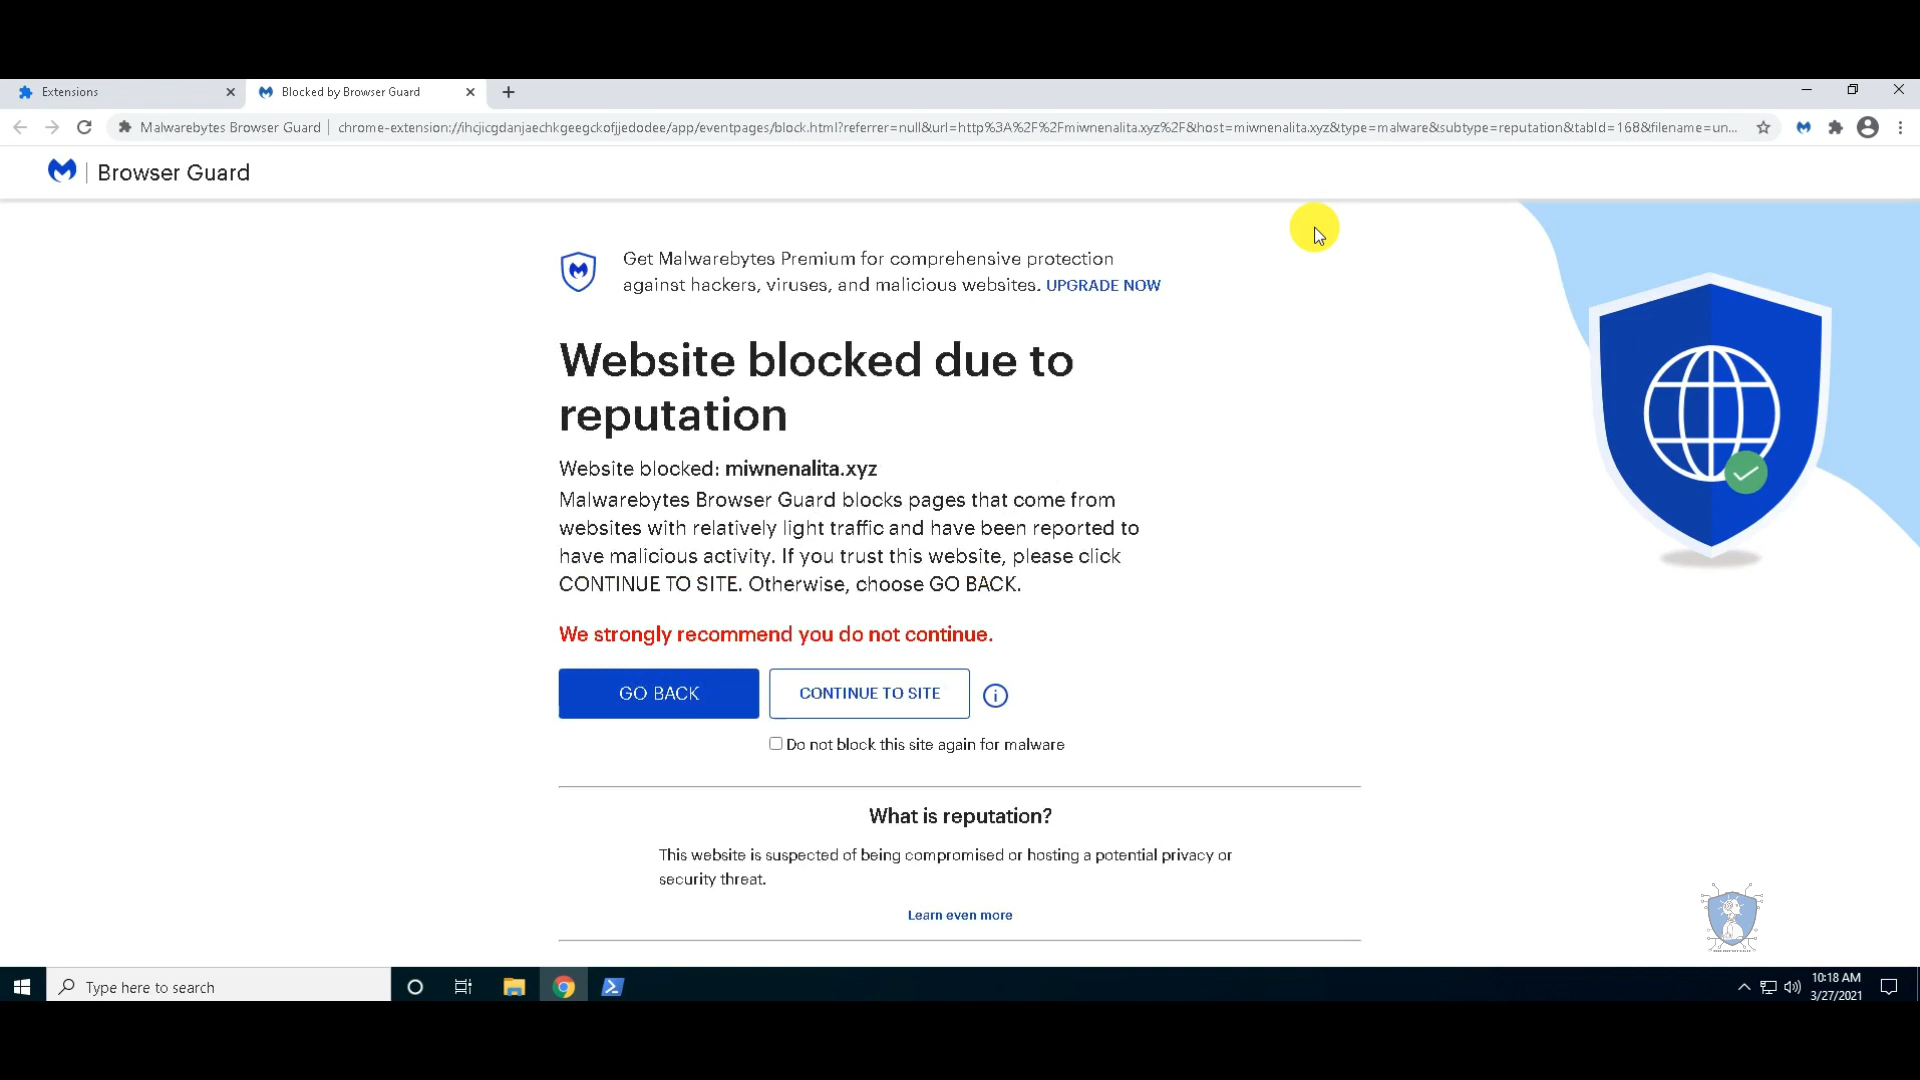 Extensions
Blocked by Browser Guard
Malwarebytes Browser Guard
chrome-extension://ihcjicgdanjaechkgeegckofjjedodee/app/eventpages/block.html?referrer=null&url=http%3A%2F%2Fmiwnenalita.xyz%2F&host=miwnenalita.xyz&type=malware&subtype=reputation&tabId=168&filename=un...
Browser Guard
Get Malwarebytes Premium for comprehensive protection
against hackers, viruses, and malicious websites. UPGRADE NOW
Website blocked due to
reputation
Website blocked: miwnenalita.xyz
Malwarebytes Browser Guard blocks pages that come from
websites with relatively light traffic and have been reported to
have malicious activity. If you trust this website, please click
CONTINUE TO SITE. Otherwise, choose GO BACK.
We strongly recommend you do not continue.
GO BACK
CONTINUE TO SITE
Do not block this site again for malware
What is reputation?
This website is suspected of being compromised or hosting a potential privacy or
security threat.
Learn even more
Type here to search
10:18 AM
3/27/2021